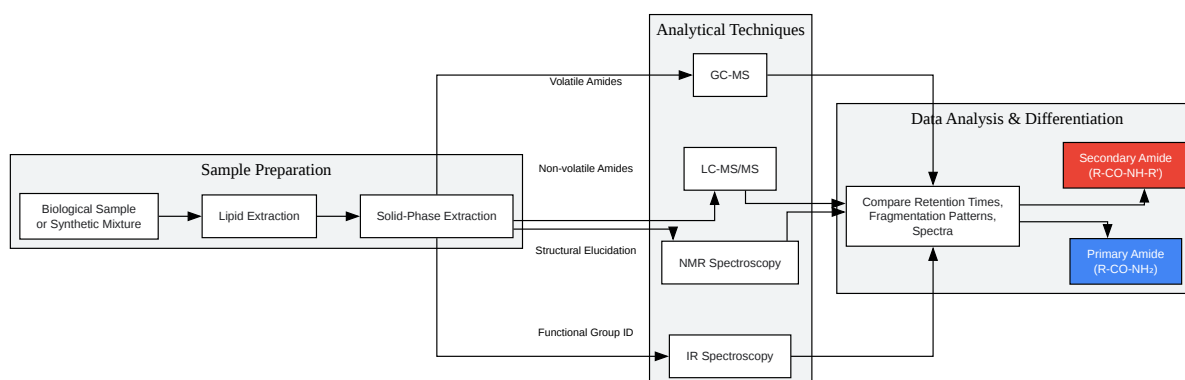 Analytical Techniques
GC-MS
Volatile Amides
Data Analysis & Differentiation
Sample Preparation
Non-volatile Amides
LC-MS/MS
Secondary Amide
(R-CO-NH-R')
Biological Sample
or Synthetic Mixture
Lipid Extraction
Solid-Phase Extraction
Compare Retention Times,
Fragmentation Patterns,
Spectra
Structural Elucidation
NMR Spectroscopy
Primary Amide
(R-CO-NH₂)
Functional Group ID
IR Spectroscopy